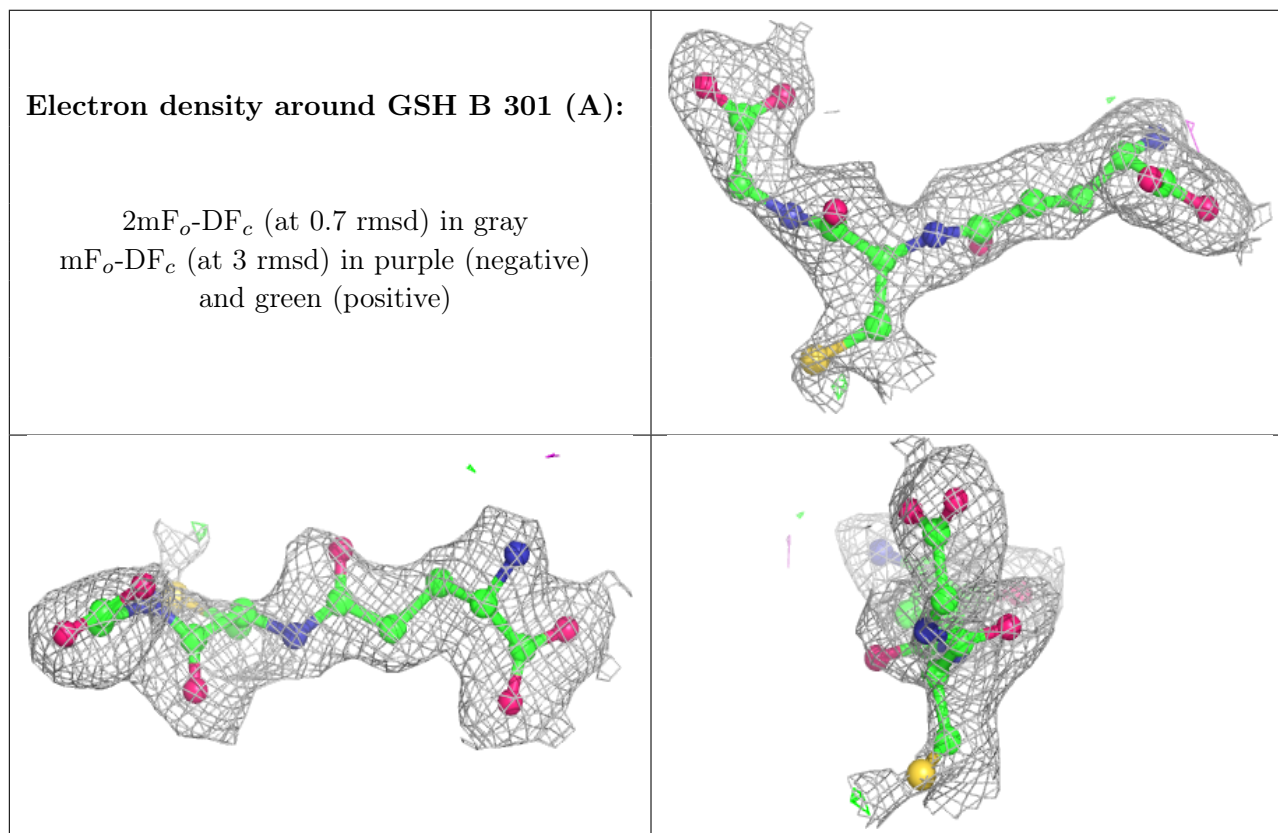 Electron density around GSH B 301 (A):
2mFₒ-DF𝒸 (at 0.7 rmsd) in gray
mFₒ-DF𝒸 (at 3 rmsd) in purple (negative)
and green (positive)